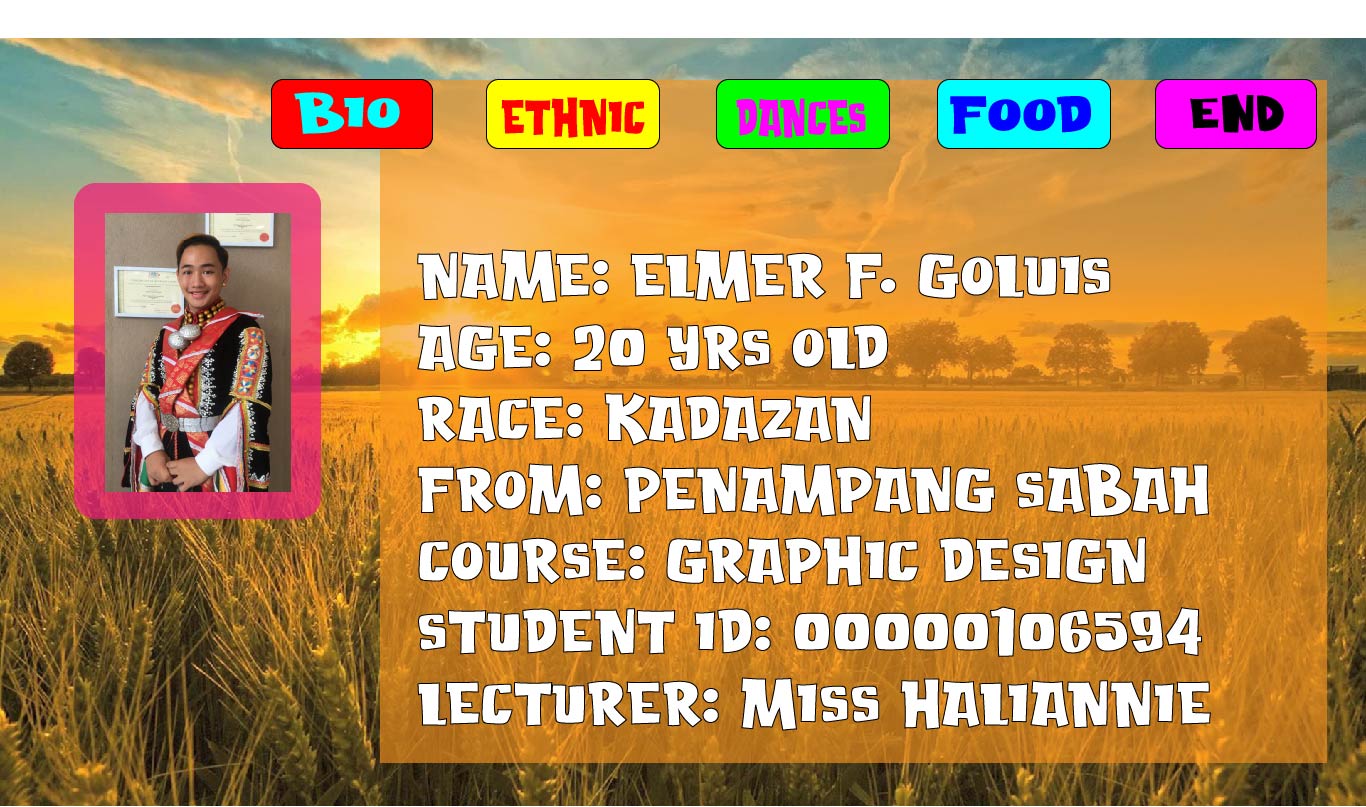 BIO
ETHNIC
DANCES
FOOD
END
NAME: ELMER F. GOLUIS
AGE: 20 YRS OLD
RACE: KADAZAN
FROM: PENAMPANG SABAH
COURSE: GRAPHIC DESIGN
STUDENT ID: 00000106594
LECTURER: MISS HALIANNIE